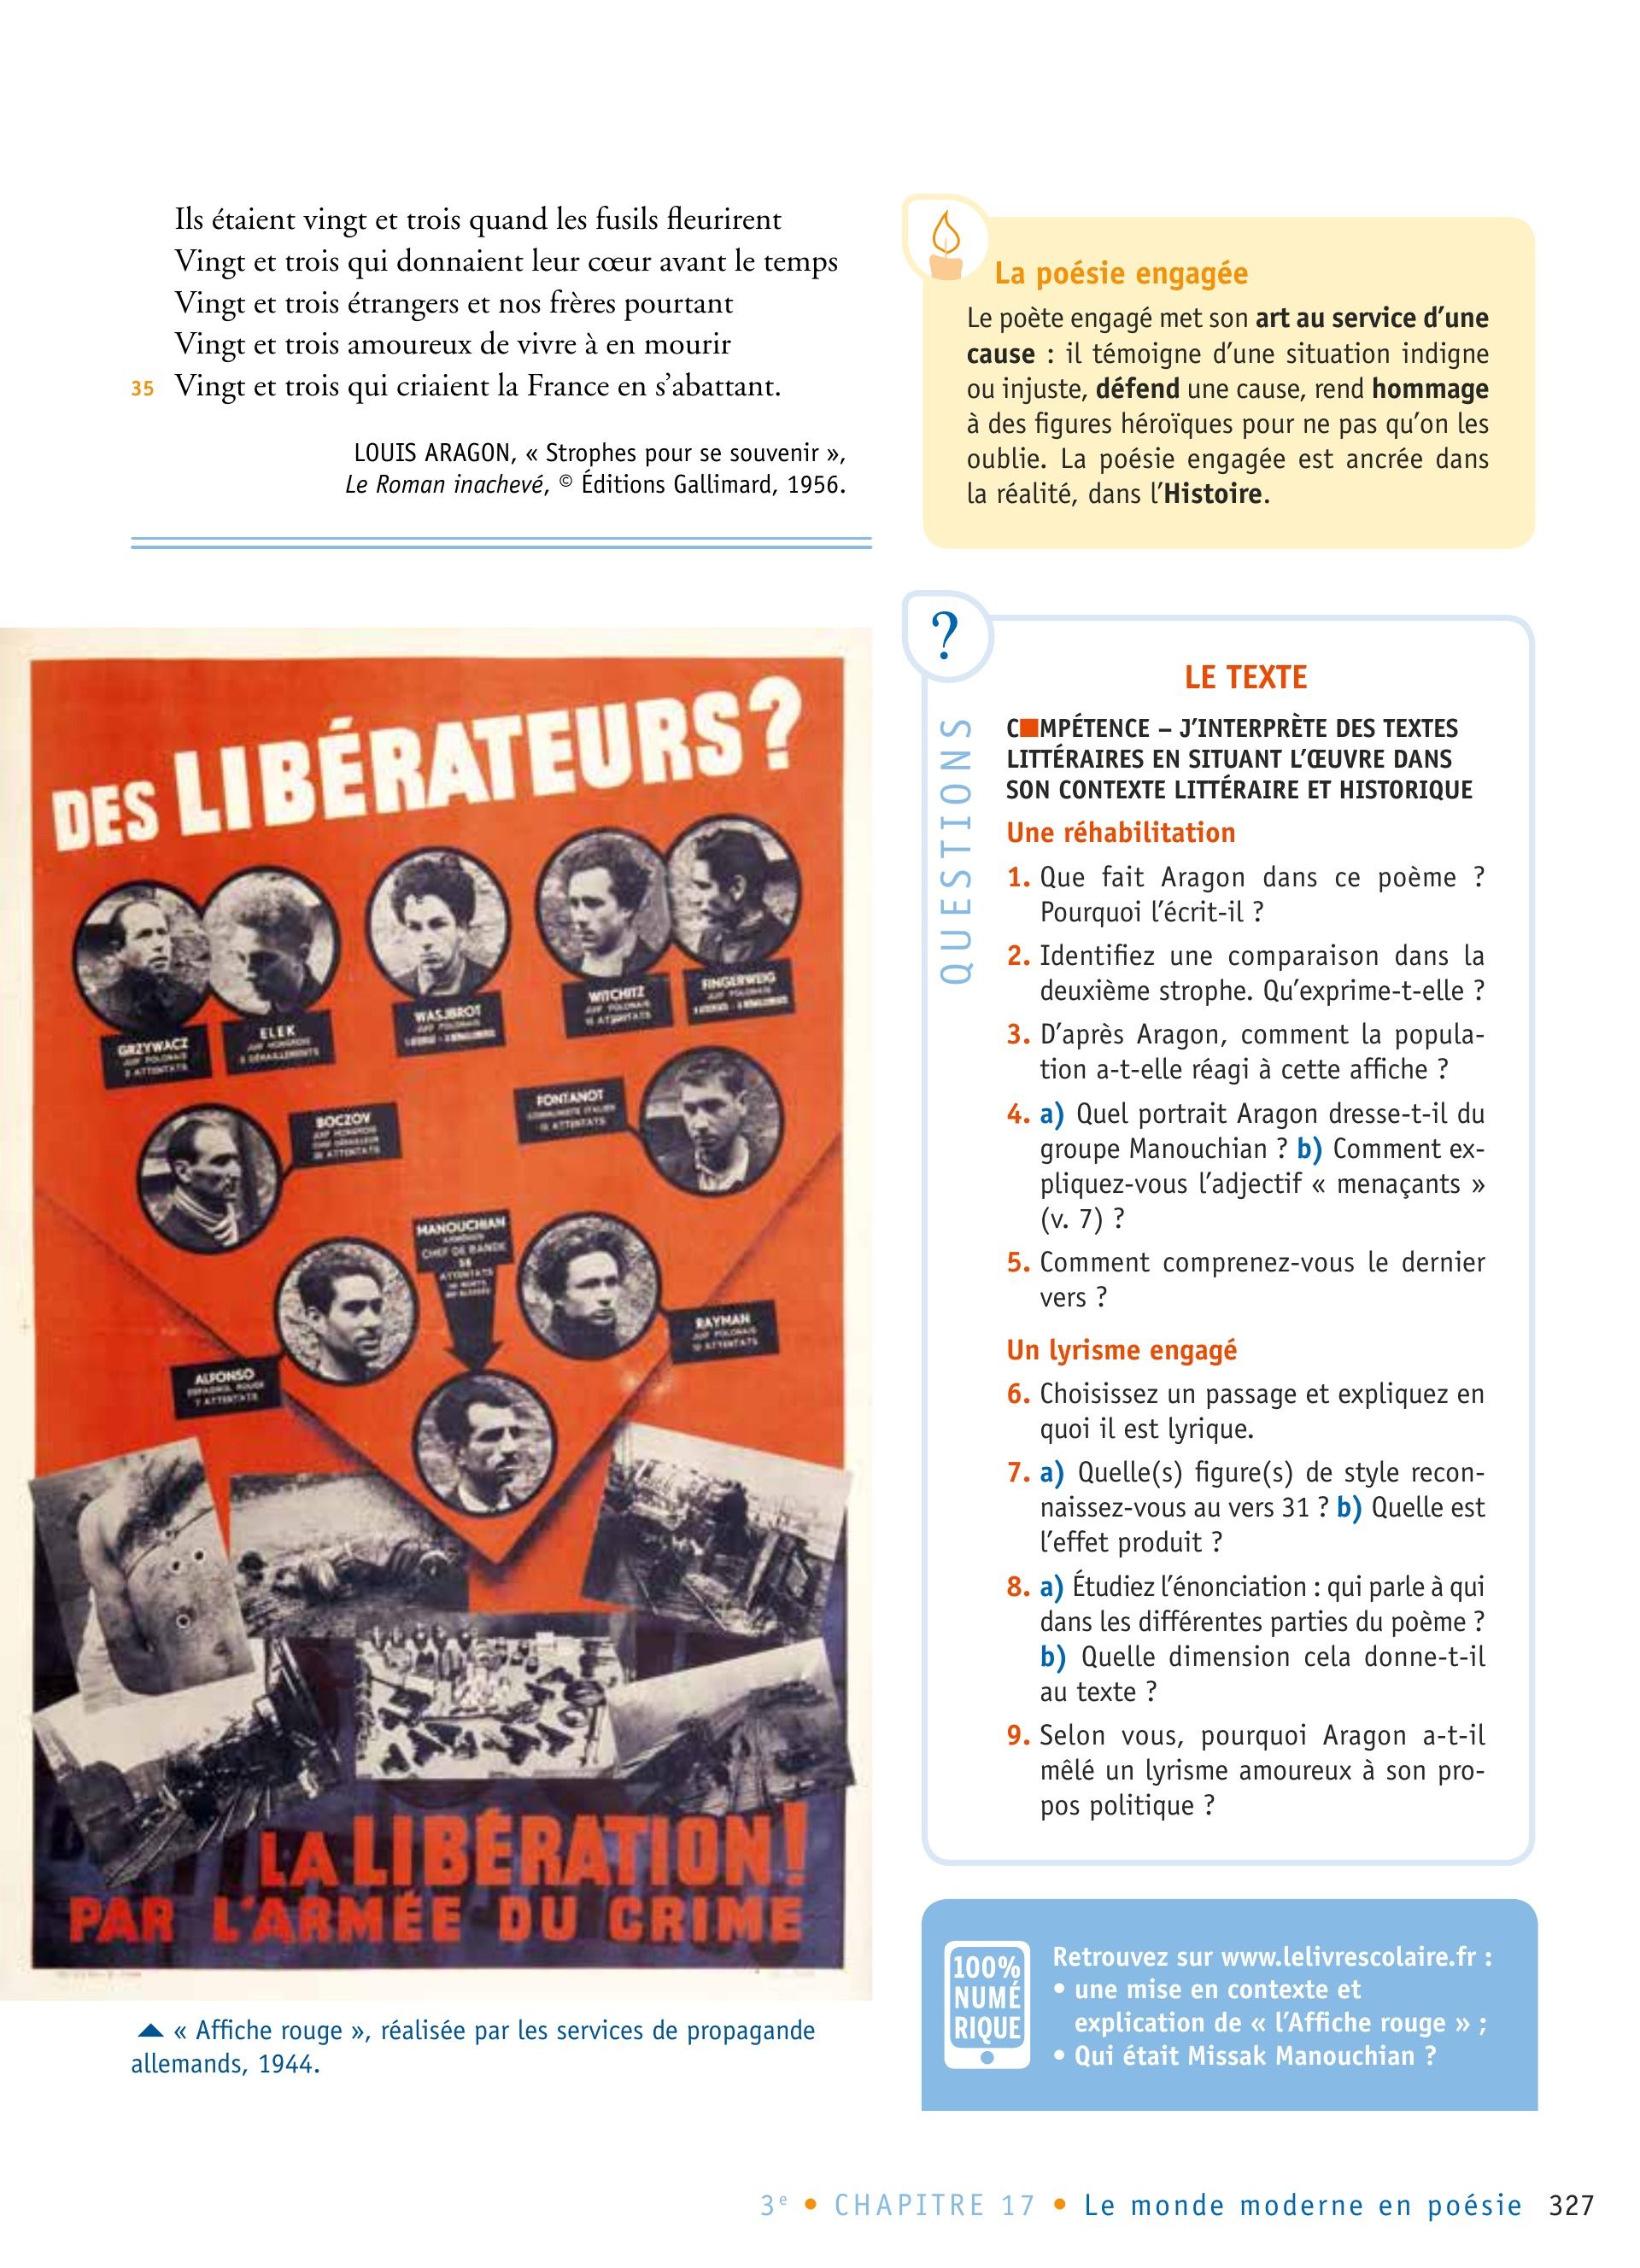 Ils étaient vingt et trois quand les fusils fleurirent
Vingt et trois qui donnaient leur cœur avant le temps
Vingt et trois étrangers et nos frères pourtant
Vingt et trois amoureux de vivre à en mourir
35 Vingt et trois qui criaient la France en s’abattant.
LOUIS ARAGON, « Strophes pour se souvenir »,
Le Roman inachevé, © Éditions Gallimard, 1956.
La poésie engagée
Le poète engagé met son art au service d’une
cause : il témoigne d’une situation indigne
ou injuste, défend une cause, rend hommage
à des figures héroïques pour ne pas qu’on les
oublie. La poésie engagée est ancrée dans
la réalité, dans l’Histoire.
DES LIBÉRATEURS?
GRZYWACZ
JUIF POLONAIS
2 ATTENTATS
ELEK
JUIF HONGROIS
8 DÉRAILLEMENTS
WASJBROT
JUIF POLONAIS
WITCHITZ
JUIF POLONAIS
15 ATTENTATS
FINGERWEIG
JUIF POLONAIS
BOCZOV
JUIF HONGROIS
20 ATTENTATS
FONTANOT
COMMUNISTE ITALIEN
12 ATTENTATS
MANOUCHIAN
ARMÉNIEN
CHEF DE BANDE
56
ATTENTATS
RAYMAN
JUIF POLONAIS
13 ATTENTATS
ALFONSO
ESPAGNOL ROUGE
7 ATTENTATS
LA LIBÉRATION!
PAR L’ARMÉE DU CRIME
« Affiche rouge », réalisée par les services de propagande
allemands, 1944.
?
QUESTIONS
LE TEXTE
C■MPÉTENCE – J’INTERPRÈTE DES TEXTES
LITTÉRAIRES EN SITUANT L’ŒUVRE DANS
SON CONTEXTE LITTÉRAIRE ET HISTORIQUE
Une réhabilitation
1. Que fait Aragon dans ce poème ?
Pourquoi l’écrit-il ?
2. Identifiez une comparaison dans la
deuxième strophe. Qu’exprime-t-elle ?
3. D’après Aragon, comment la popula-
tion a-t-elle réagi à cette affiche ?
4. a) Quel portrait Aragon dresse-t-il du
groupe Manouchian ? b) Comment ex-
pliquez-vous l’adjectif « menaçants »
(v. 7) ?
5. Comment comprenez-vous le dernier
vers ?
Un lyrisme engagé
6. Choisissez un passage et expliquez en
quoi il est lyrique.
7. a) Quelle(s) figure(s) de style recon-
naissez-vous au vers 31 ? b) Quelle est
l’effet produit ?
8. a) Étudiez l’énonciation : qui parle à qui
dans les différentes parties du poème ?
b) Quelle dimension cela donne-t-il
au texte ?
9. Selon vous, pourquoi Aragon a-t-il
mêlé un lyrisme amoureux à son pro-
pos politique ?
100%
NUMÉ
RIQUE
Retrouvez sur www.lelivrescolaire.fr :
• une mise en contexte et
explication de « l’Affiche rouge » ;
• Qui était Missak Manouchian ?
3e • CHAPITRE 17 • Le monde moderne en poésie 327